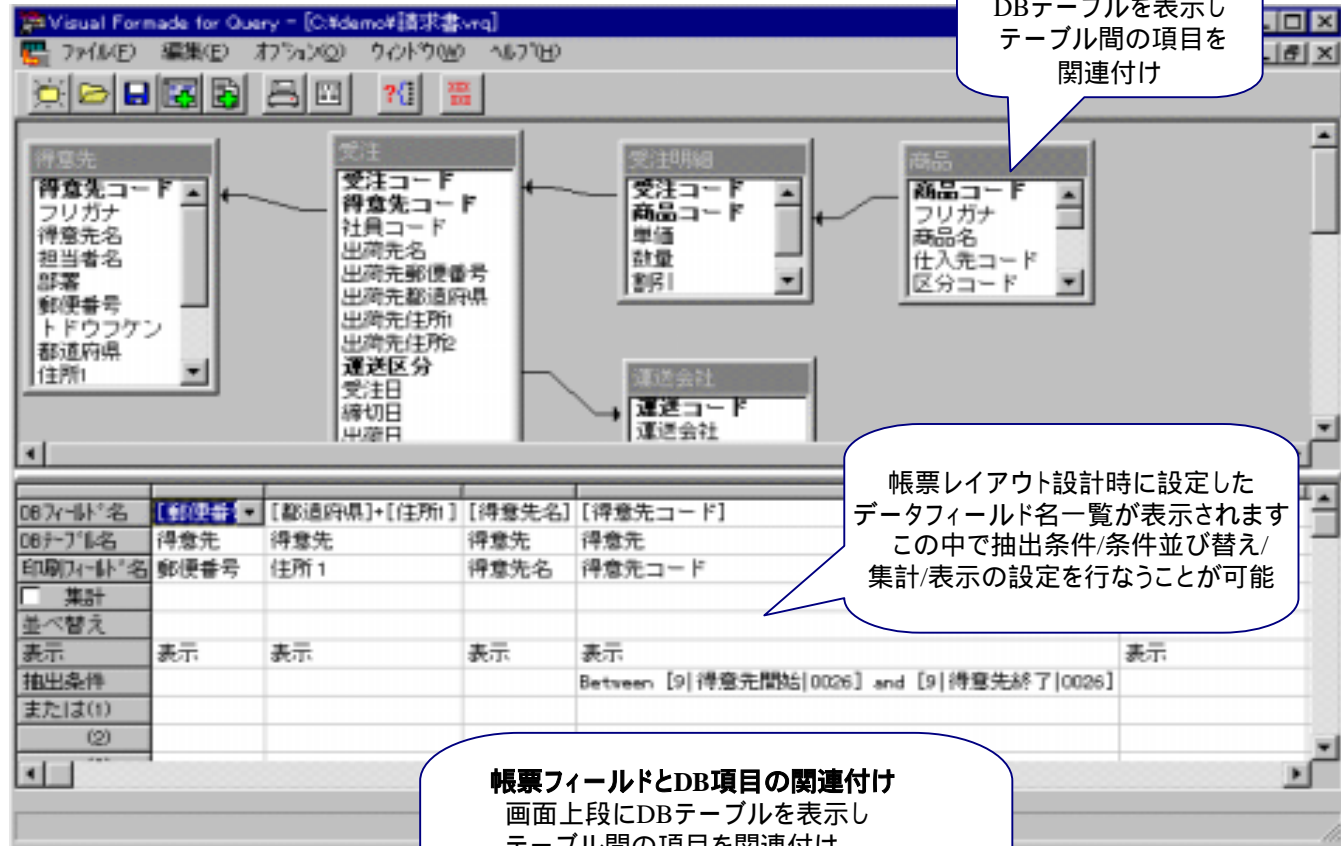 Visual Formade for Query - [C:¥demo¥請求書.vrq]
ファイル(F) 編集(E) オプション(O) ウィンドウ(W) ヘルプ(H)
DBテーブルを表示し
テーブル間の項目を
関連付け
得意先
得意先コード
フリガナ
得意先名
担当者名
部署
郵便番号
トドウフケン
都道府県
住所1
受注
受注コード
得意先コード
社員コード
出荷先名
出荷先郵便番号
出荷先都道府県
出荷先住所1
出荷先住所2
運送区分
受注日
締切日
出荷日
受注明細
受注コード
商品コード
単価
数量
割引
商品
商品コード
フリガナ
商品名
仕入先コード
区分コード
運送会社
運送コード
運送会社
帳票レイアウト設計時に設定した
データフィールド名一覧が表示されます
この中で抽出条件/条件並び替え/
集計/表示の設定を行なうことが可能
DBフィールド名 [郵便番 [都道府県]+[住所1] [得意先名] [得意先コード]
DBテーブル名 得意先 得意先 得意先 得意先
印刷フィールド名 郵便番号 住所1 得意先名 得意先コード
集計
並べ替え
表示 表示 表示 表示 表示 表示
抽出条件 Between [9|得意先開始|0026] and [9|得意先終了|0026]
または(1)
(2)
帳票フィールドとDB項目の関連付け
画面上段にDBテーブルを表示し
テーブル間の項目を関連付け